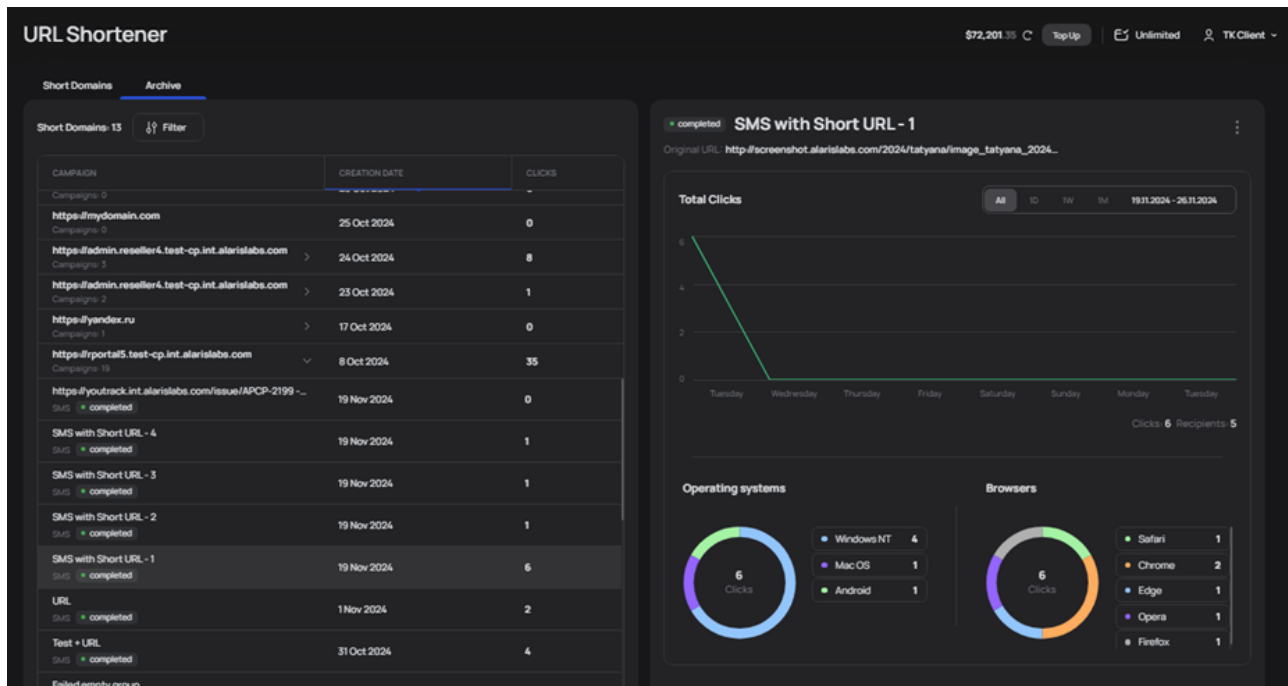 URL Shortener
$72,201.35 Top Up Unlimited TK Client
Short Domains Archive
Short Domains: 13 Filter
CAMPAIGN CREATION DATE CLICKS
Campaigns: 0
https://mydomain.com
Campaigns: 0
25 Oct 2024 0
https://admin.reseller4.test-cp.int.alarislabs.com
Campaigns: 3
24 Oct 2024 8
https://admin.reseller4.test-cp.int.alarislabs.com
Campaigns: 2
23 Oct 2024 1
https://yandex.ru
Campaigns: 1
17 Oct 2024 0
https://rportal5.test-cp.int.alarislabs.com
Campaigns: 19
8 Oct 2024 35
https://youtrack.int.alarislabs.com/issue/APCP-2199 -...
SMS completed
19 Nov 2024 0
SMS with Short URL - 4
SMS completed
19 Nov 2024 1
SMS with Short URL - 3
SMS completed
19 Nov 2024 1
SMS with Short URL - 2
SMS completed
19 Nov 2024 1
SMS with Short URL - 1
SMS completed
19 Nov 2024 6
URL
SMS completed
1 Nov 2024 2
Test + URL
SMS completed
31 Oct 2024 4
Failed empty group
completed SMS with Short URL - 1
Original URL: http://screenshot.alarislabs.com/2024/tatyana/image_tatyana_2024...
Total Clicks
All 1D 1W 1M 19.11.2024 - 26.11.2024
6
4
2
0
Tuesday Wednesday Thursday Friday Saturday Sunday Monday Tuesday
Clicks: 6 Recipients: 5
Operating systems
6
Clicks
Windows NT 4
Mac OS 1
Android 1
Browsers
6
Clicks
Safari 1
Chrome 2
Edge 1
Opera 1
Firefox 1